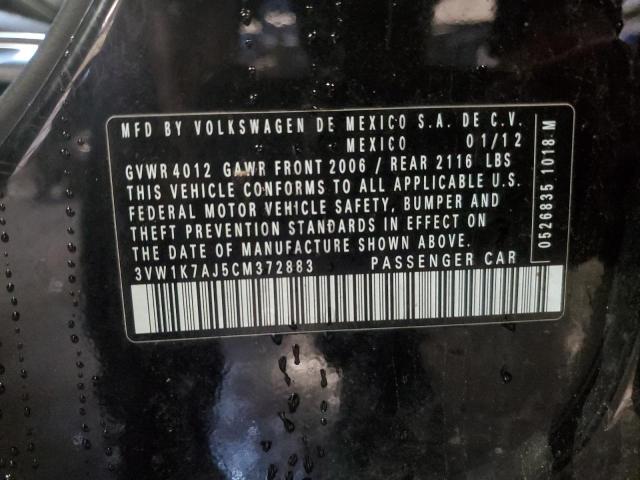 MFD BY VOLKSWAGEN DE MEXICO S.A. DE C.V.
MEXICO 01/12
GVWR 4012 GAWR FRONT 2006 / REAR 2116 LBS
THIS VEHICLE CONFORMS TO ALL APPLICABLE U.S.
FEDERAL MOTOR VEHICLE SAFETY, BUMPER AND
THEFT PREVENTION STANDARDS IN EFFECT ON
THE DATE OF MANUFACTURE SHOWN ABOVE.
3VW1K7AJ5CM372883 PASSENGER CAR
0526835 1018 M